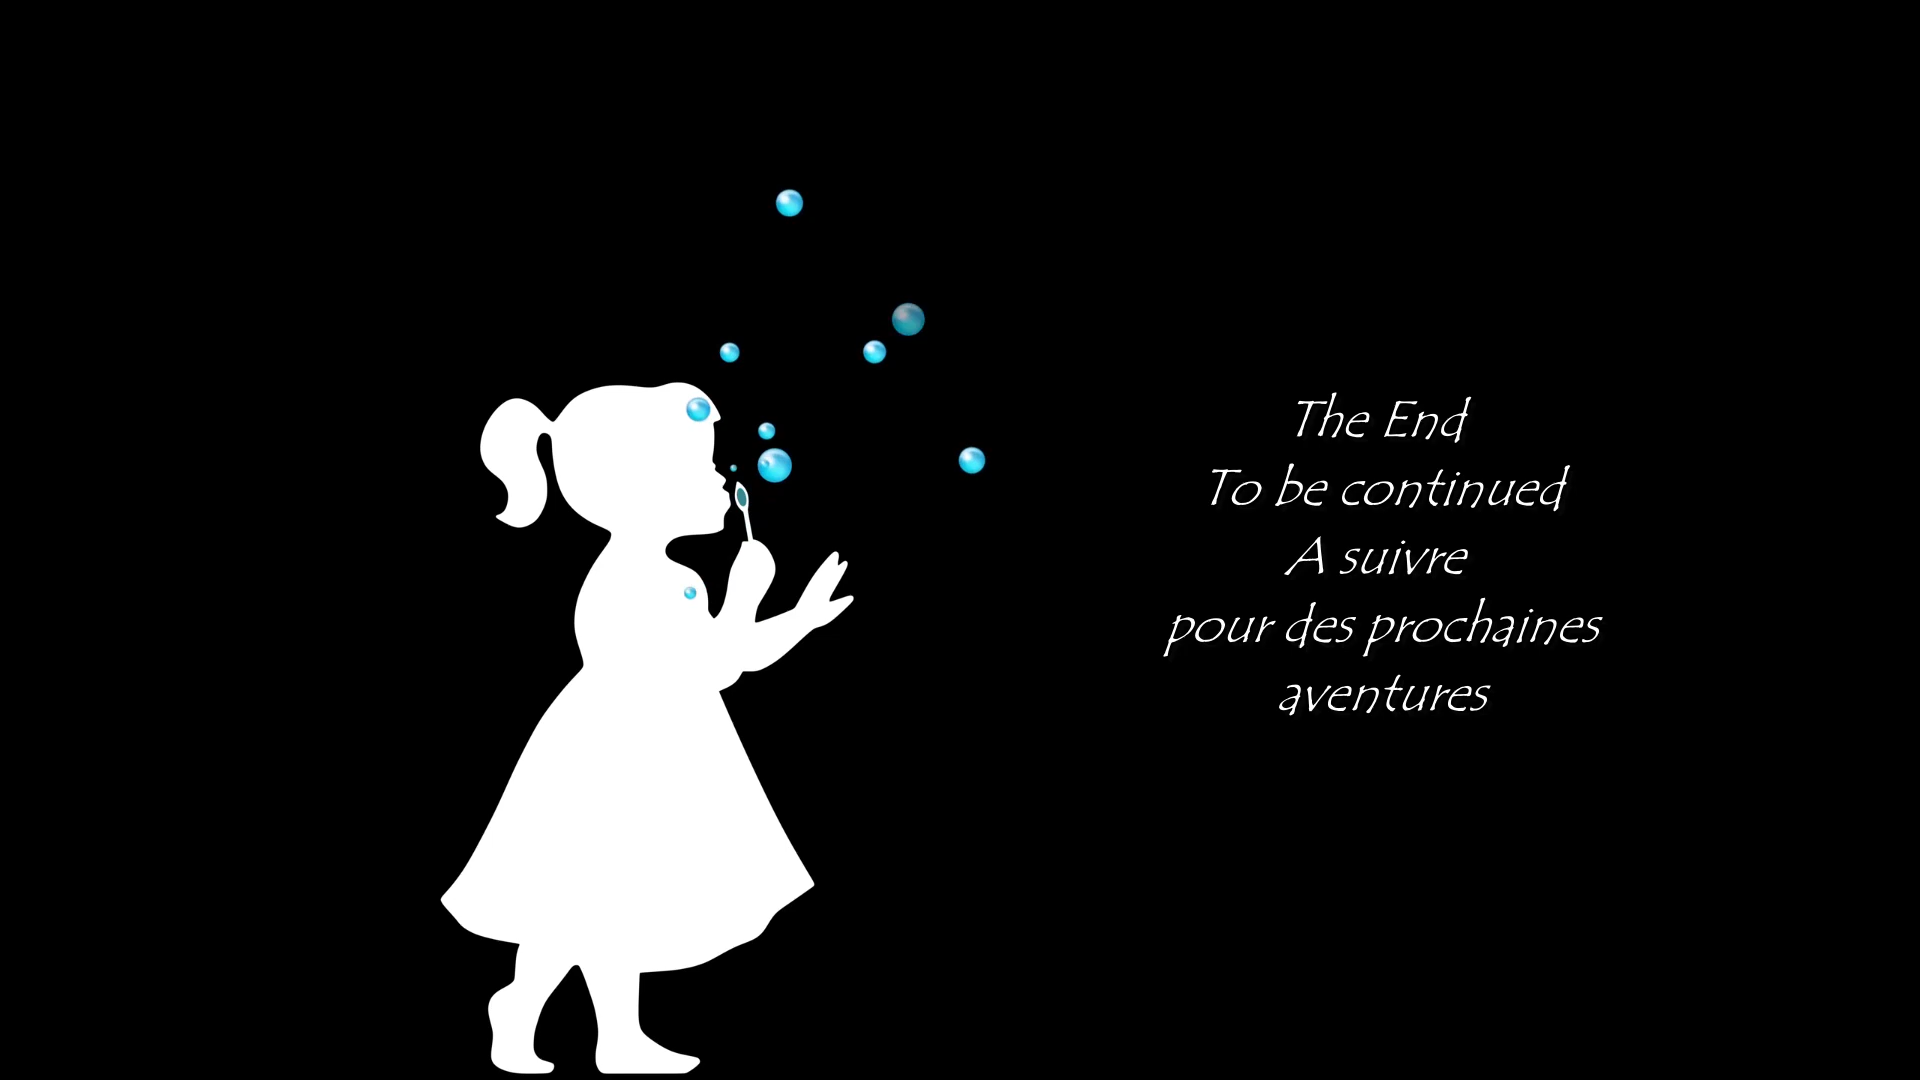 The End
To be continued
A suivre
pour des prochaines
aventures